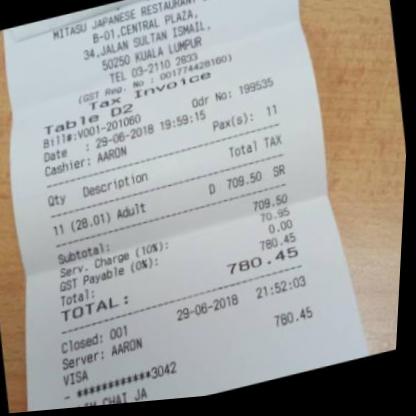 MITASU JAPANESE RESTAURANT
B-01,CENTRAL PLAZA,
34,JALAN SULTAN ISMAIL,
50250 KUALA LUMPUR
TEL 03-2110 2633
(GST Reg. No : 001774428160)
Tax Invoice
Table D2
Bill#:V001-201060 Odr No: 199535
Date : 29-06-2018 19:59:15
Cashier: AARON Pax(s): 11
Qty Description Total TAX
11 (28.01) Adult D 709.50 SR
Subtotal: 709.50
Serv. Charge (10%): 70.95
GST Payable (0%): 0.00
Total: 780.45
TOTAL: 780.45
Closed: 001 29-06-2018 21:52:03
Server: AARON
VISA 780.45
- ************3042
CHAI JA